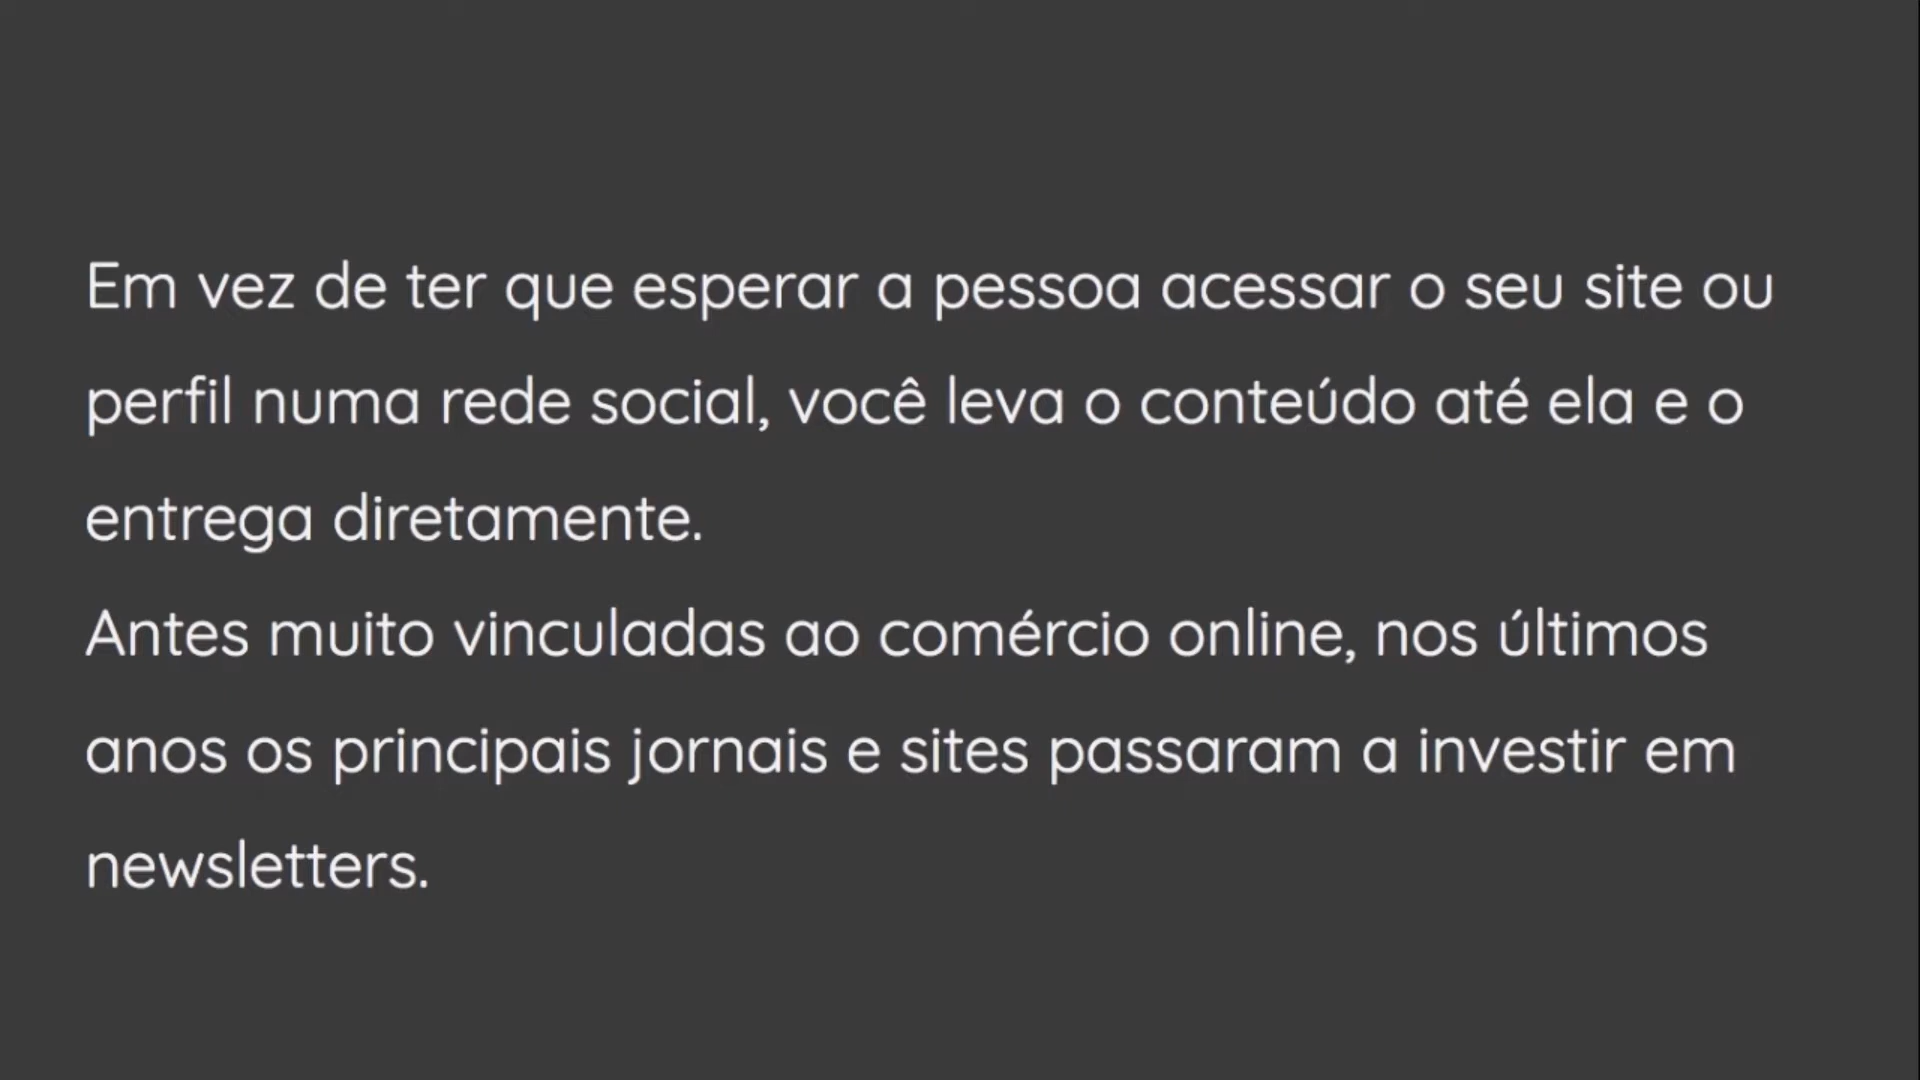 Em vez de ter que esperar a pessoa acessar o seu site ou
perfil numa rede social, você leva o conteúdo até ela e o
entrega diretamente.
Antes muito vinculadas ao comércio online, nos últimos
anos os principais jornais e sites passaram a investir em
newsletters.